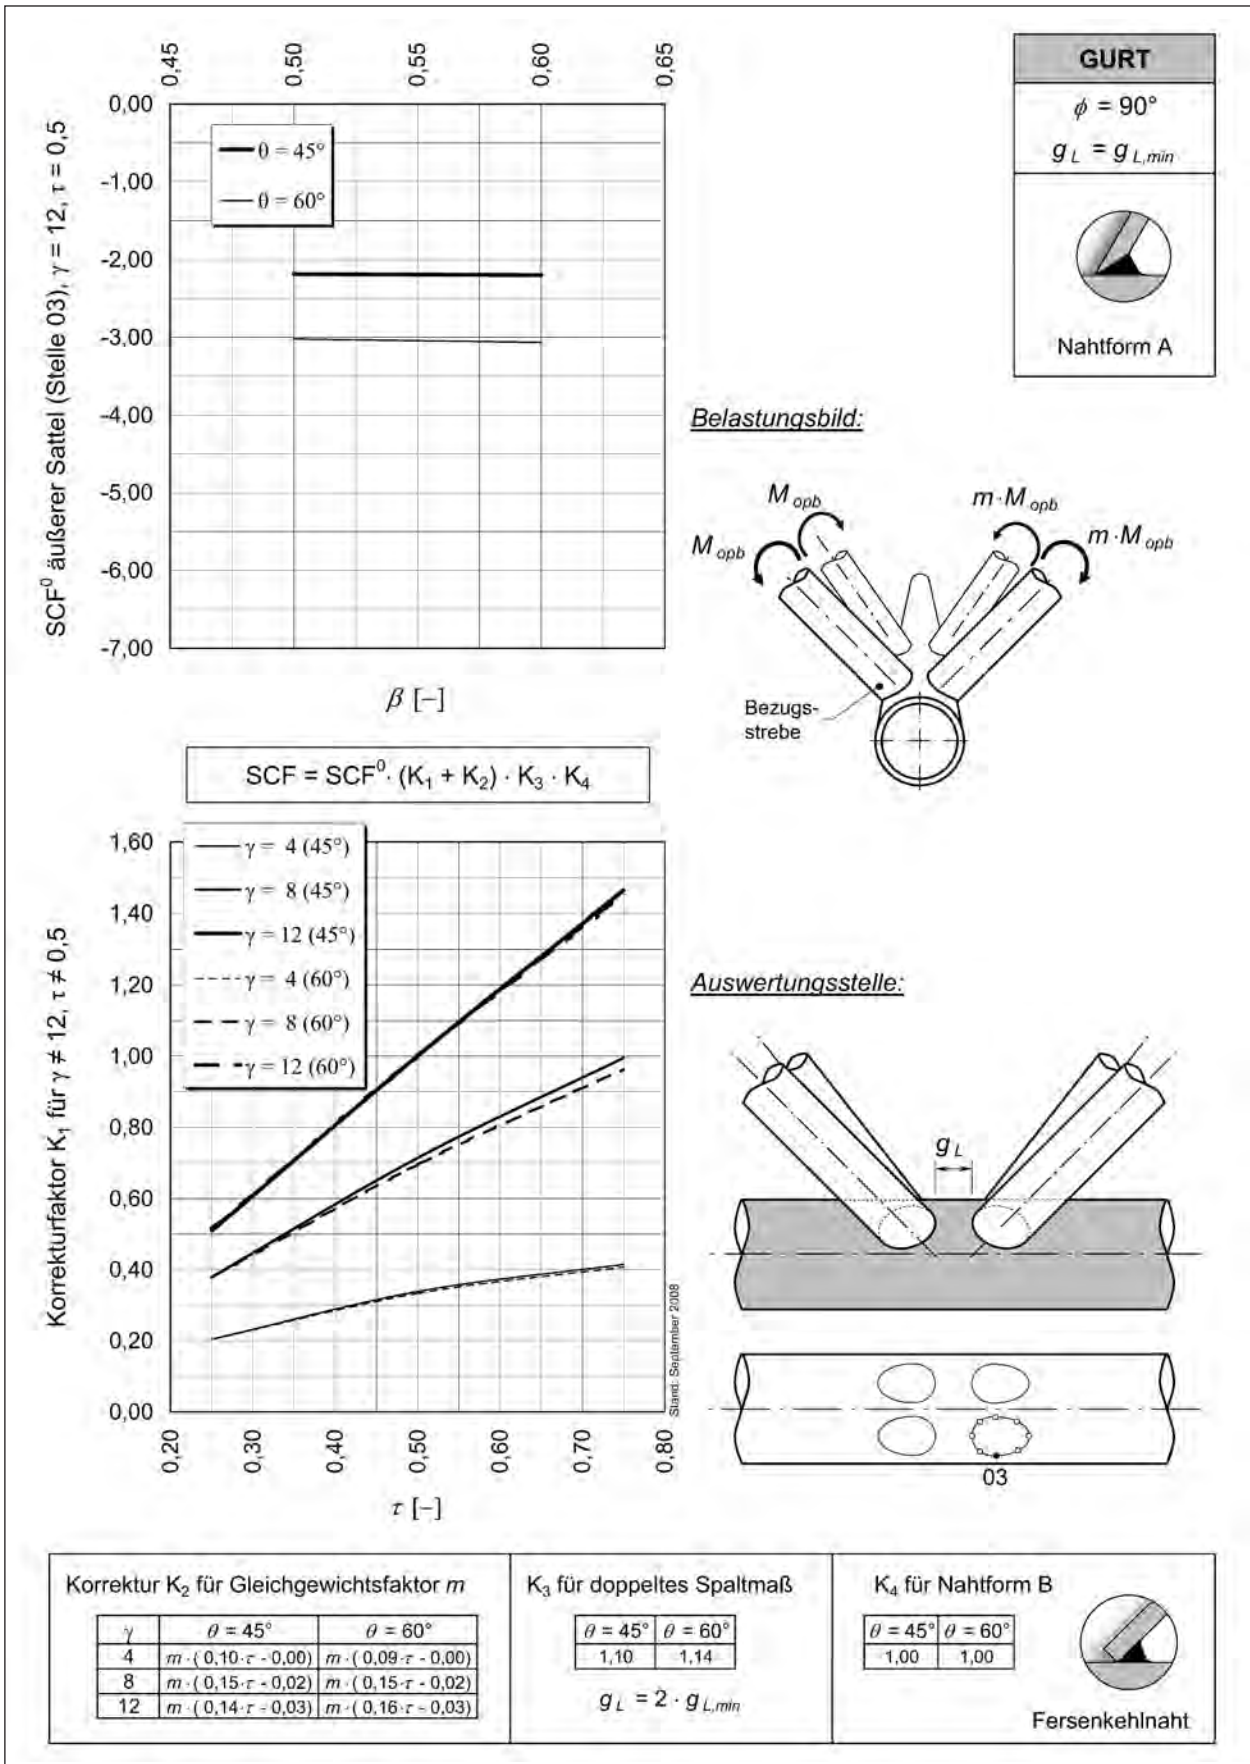 0,45
0,50
0,55
0,60
0,65
SCF⁰ äußerer Sattel (Stelle 03), γ = 12, τ = 0,5
0,00
-1,00
-2,00
-3,00
-4,00
-5,00
-6,00
-7,00
θ = 45°
θ = 60°
β [−]
GURT
ϕ = 90°
g L = g L,min
Nahtform A
Belastungsbild:
M opb
m·M opb
M opb
m·M opb
Bezugs-
strebe
SCF = SCF⁰· (K₁ + K₂) · K₃ · K₄
Korrekturfaktor K₁ für γ ≠ 12, τ ≠ 0,5
1,60
1,40
1,20
1,00
0,80
0,60
0,40
0,20
0,00
γ = 4 (45°)
γ = 8 (45°)
γ = 12 (45°)
γ = 4 (60°)
γ = 8 (60°)
γ = 12 (60°)
0,20
0,30
0,40
0,50
0,60
0,70
0,80
τ [−]
Stand: September 2008
Auswertungsstelle:
g L
03
Korrektur K₂ für Gleichgewichtsfaktor m
γ θ = 45° θ = 60°
4 m·( 0,10·τ - 0,00) m·( 0,09·τ - 0,00)
8 m·( 0,15·τ - 0,02) m·( 0,15·τ - 0,02)
12 m·( 0,14·τ - 0,03) m·( 0,16·τ - 0,03)
K₃ für doppeltes Spaltmaß
θ = 45° θ = 60°
1,10 1,14
g L = 2 · g L,min
K₄ für Nahtform B
θ = 45° θ = 60°
1,00 1,00
Fersenkehlnaht